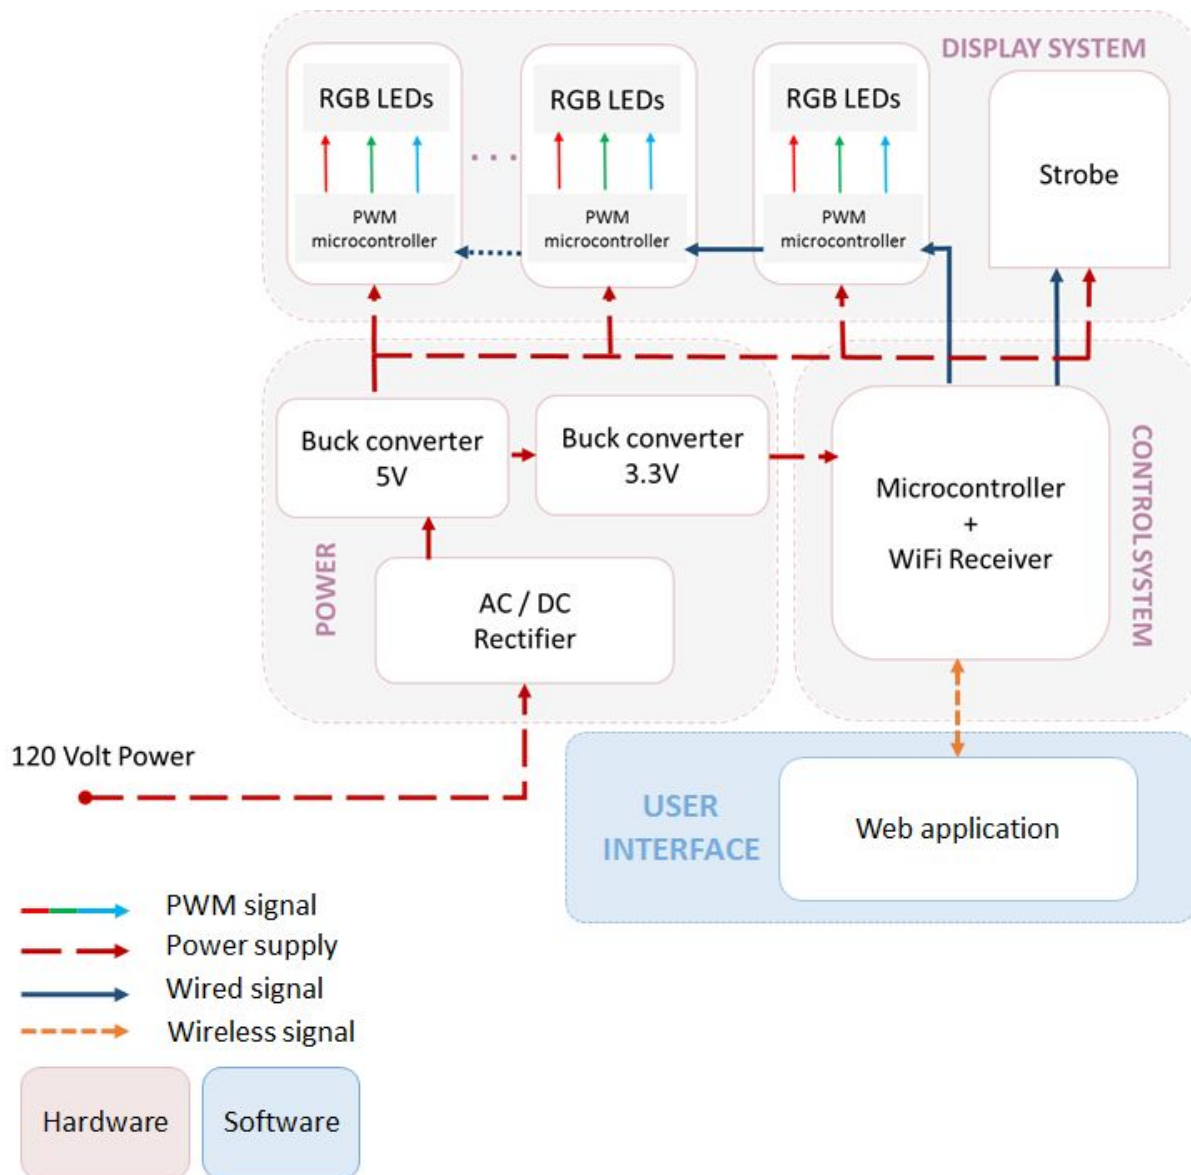 DISPLAY SYSTEM
RGB LEDs
RGB LEDs
RGB LEDs
Strobe
PWM
microcontroller
PWM
microcontroller
PWM
microcontroller
Buck converter
5V
Buck converter
3.3V
Microcontroller
+
WiFi Receiver
CONTROL SYSTEM
POWER
AC / DC
Rectifier
120 Volt Power
USER
INTERFACE
Web application
PWM signal
Power supply
Wired signal
Wireless signal
Hardware
Software